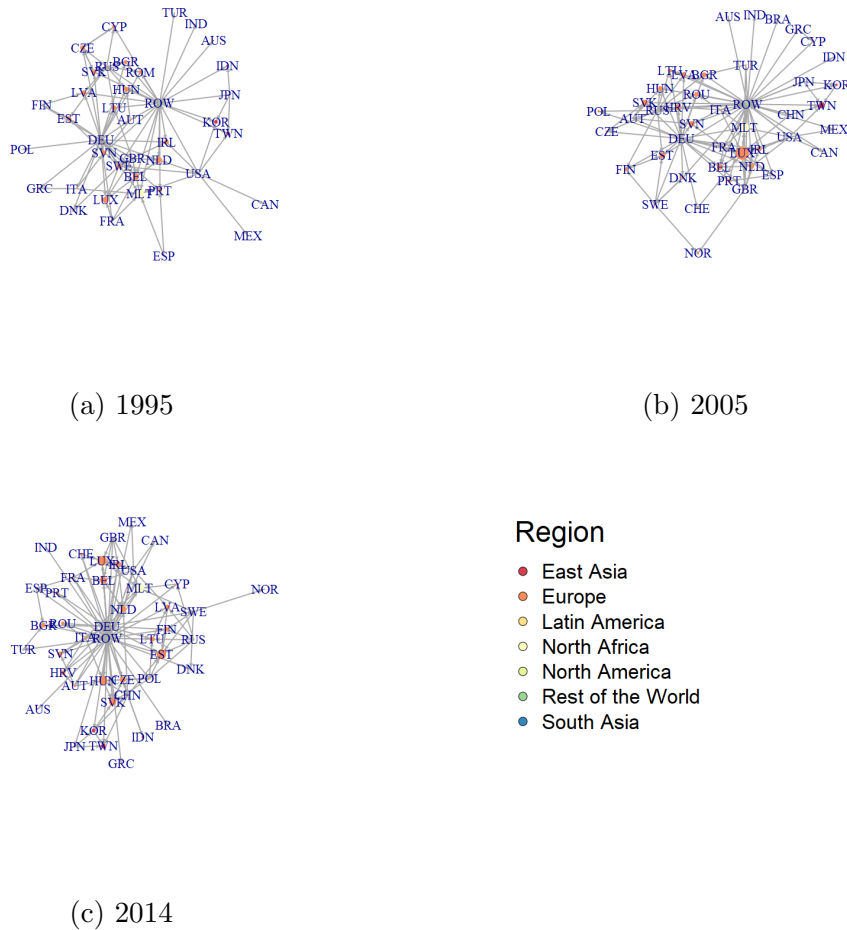 TUR
IND
CYP
AUS
CZE
RUS
BGR
SVK
ROM
IDN
HUN
LVA
JPN
FIN
LTU
ROW
EST
AUT
KOR
TWN
DEU
IRL
POL
SVN
GBR
NLD
SWE
BEL
USA
GRC
ITA
MLT
PRT
LUX
DNK
FRA
CAN
MEX
ESP
AUS
IND
BRA
GRC
CYP
IDN
TUR
LTU
LVA
BGR
JPN
KOR
HUN
ROU
SVK
HRV
RUS
ITA
ROW
TWN
POL
AUT
SVN
CHN
CZE
MLT
MEX
DEU
USA
FRA
LUX
IRL
CAN
EST
FIN
BEL
NLD
DNK
PRT
ESP
GBR
SWE
CHE
NOR
(a) 1995
(b) 2005
MEX
GBR
CAN
IND
CHE
LUX
IRL
USA
FRA
BEL
ESP
PRT
MLT
CYP
NOR
NLD
LVA
SWE
BGR
ROU
DEU
FIN
ITA
ROW
LTU
RUS
TUR
SVN
EST
HRV
DNK
AUT
HUN
CZE
POL
CHN
SVK
AUS
BRA
KOR
IDN
JPN
TWN
GRC
Region
East Asia
Europe
Latin America
North Africa
North America
Rest of the World
South Asia
(c) 2014